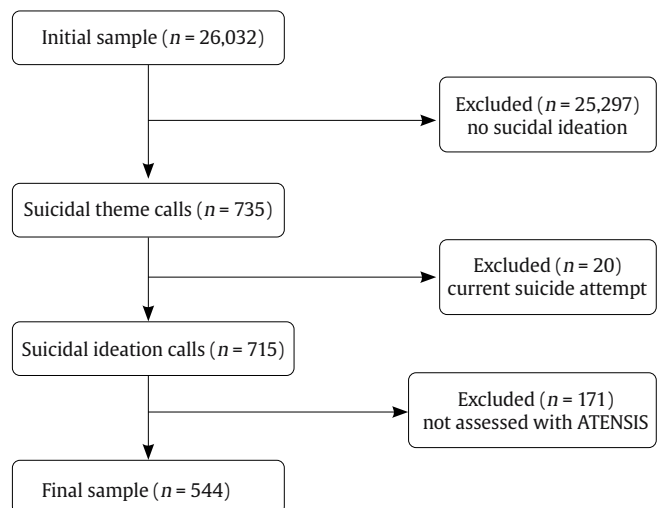 Initial sample (n = 26,032)
Excluded (n = 25,297)
no sucidal ideation
Suicidal theme calls (n = 735)
Excluded (n = 20)
current suicide attempt
Suicidal ideation calls (n = 715)
Excluded (n = 171)
not assessed with ATENSIS
Final sample (n = 544)